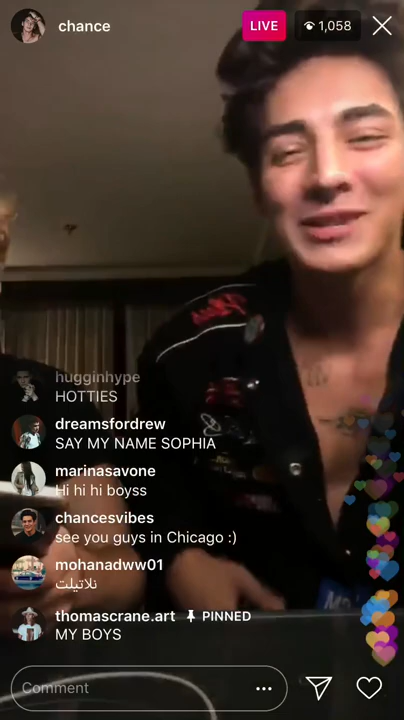 chance
LIVE
1,058
hugginhype
HOTTIES
dreamsfordrew
SAY MY NAME SOPHIA
marinasavone
Hi hi hi boyss
chancesvibes
see you guys in Chicago :)
mohanadww01
نلاتيلت
thomascrane.art PINNED
MY BOYS
Comment